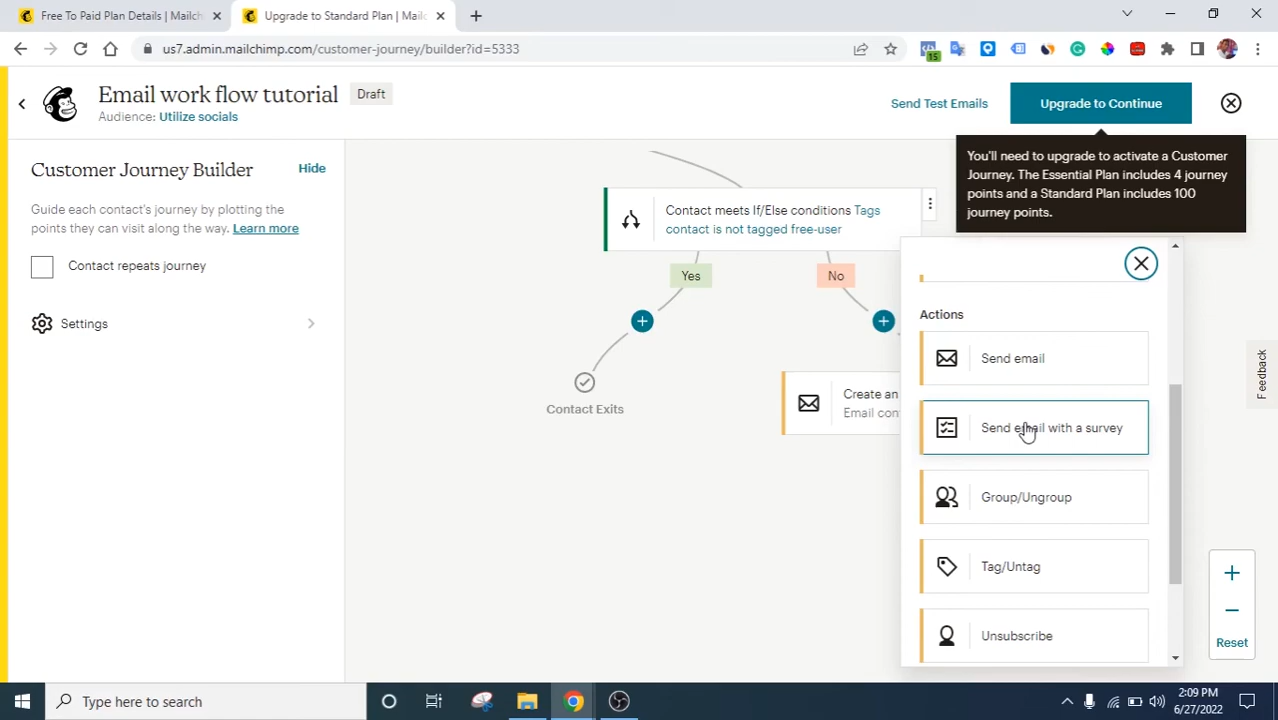 Free To Paid Plan Details | Mailch
Upgrade to Standard Plan | Mailc
us7.admin.mailchimp.com/customer-journey/builder?id=5333
15
Email work flow tutorial
Draft
Audience: Utilize socials
Send Test Emails
Upgrade to Continue
You'll need to upgrade to activate a Customer
Journey. The Essential Plan includes 4 journey
points and a Standard Plan includes 100
journey points.
Customer Journey Builder
Hide
Guide each contact's journey by plotting the
points they can visit along the way. Learn more
Contact repeats journey
Settings
Contact meets If/Else conditions Tags
contact is not tagged free-user
Yes
No
Contact Exits
Create an
Email con
Actions
Send email
Send email with a survey
Group/Ungroup
Tag/Untag
Unsubscribe
Feedback
Reset
Type here to search
2:09 PM
6/27/2022